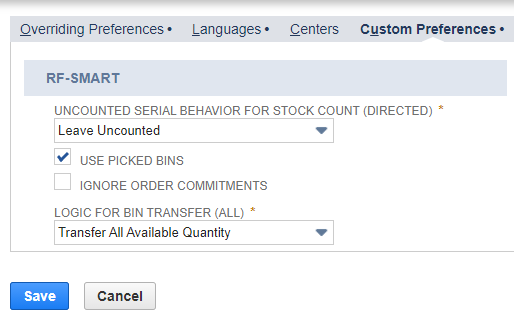 Overriding Preferences • Languages • Centers Custom Preferences •
RF-SMART
UNCOUNTED SERIAL BEHAVIOR FOR STOCK COUNT (DIRECTED) *
Leave Uncounted
USE PICKED BINS
IGNORE ORDER COMMITMENTS
LOGIC FOR BIN TRANSFER (ALL) *
Transfer All Available Quantity
Save Cancel